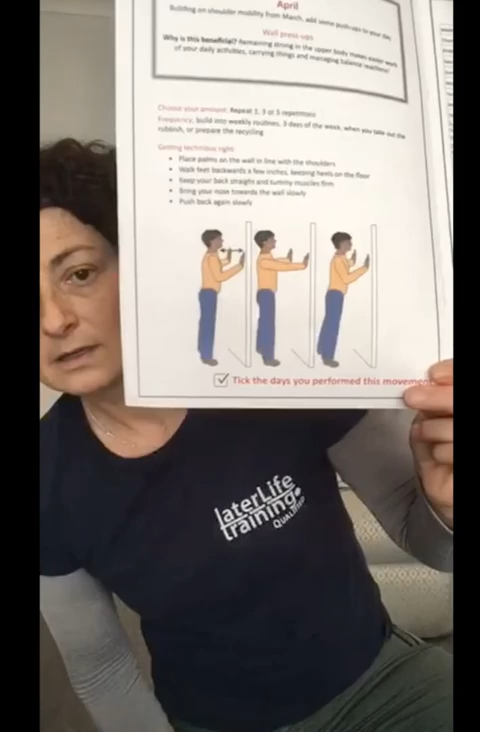 April
Building on shoulder mobility from March, add some push-ups to your day
Wall press-ups
Why is this beneficial? Remaining strong in the upper body makes easier work
of your daily activities, carrying things and managing balance reactions!
Choose your amount: Repeat 1, 3 or 5 repetitions
Frequency: build into weekly routines, 3 days of the week, when you take out the
rubbish, or prepare the recycling
Getting technique right:
• Place palms on the wall in line with the shoulders
• Walk feet backwards a few inches, keeping heels on the floor
• Keep your back straight and tummy muscles firm
• Bring your nose towards the wall slowly
• Push back again slowly
Tick the days you performed this movement
laterLife
training
QUALIFIED